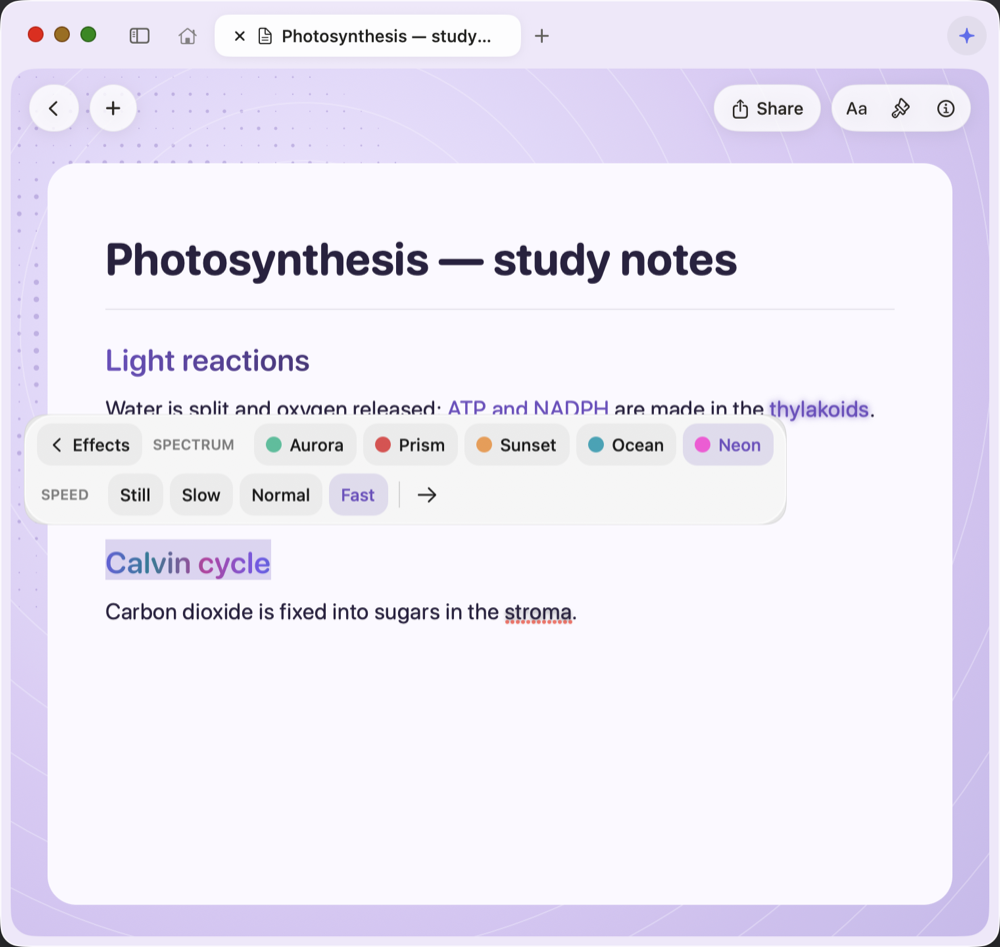 Photosynthesis — study...
Share
Aa
Photosynthesis — study notes
Light reactions
Water is split and oxygen released; ATP and NADPH are made in the thylakoids.
Effects SPECTRUM Aurora Prism Sunset Ocean Neon
SPEED Still Slow Normal Fast
Calvin cycle
Carbon dioxide is fixed into sugars in the stroma.